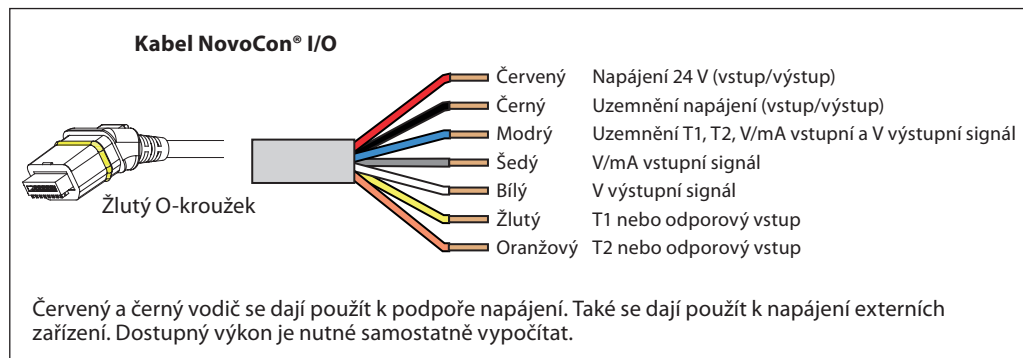 Kabel NovoCon® I/O
Červený Napájení 24 V (vstup/výstup)
Černý Uzemnění napájení (vstup/výstup)
Modrý Uzemnění T1, T2, V/mA vstupní a V výstupní signál
Šedý V/mA vstupní signál
Bílý V výstupní signál
Žlutý T1 nebo odporový vstup
Oranžový T2 nebo odporový vstup
Žlutý O-kroužek
Červený a černý vodič se dají použít k podpoře napájení. Také se dají použít k napájení externích
zařízení. Dostupný výkon je nutné samostatně vypočítat.